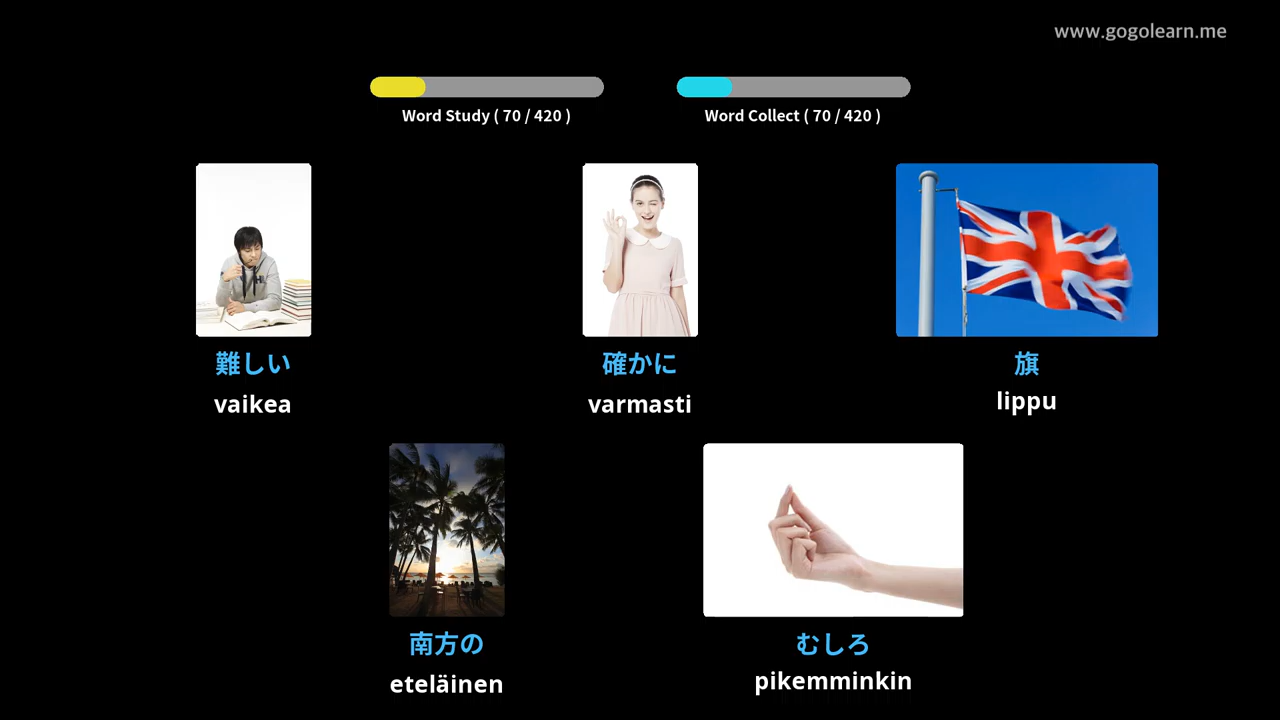 www.gogolearn.me
Word Study ( 70 / 420 )
Word Collect ( 70 / 420 )
難しい
vaikea
確かに
varmasti
旗
lippu
南方の
eteläinen
むしろ
pikemminkin